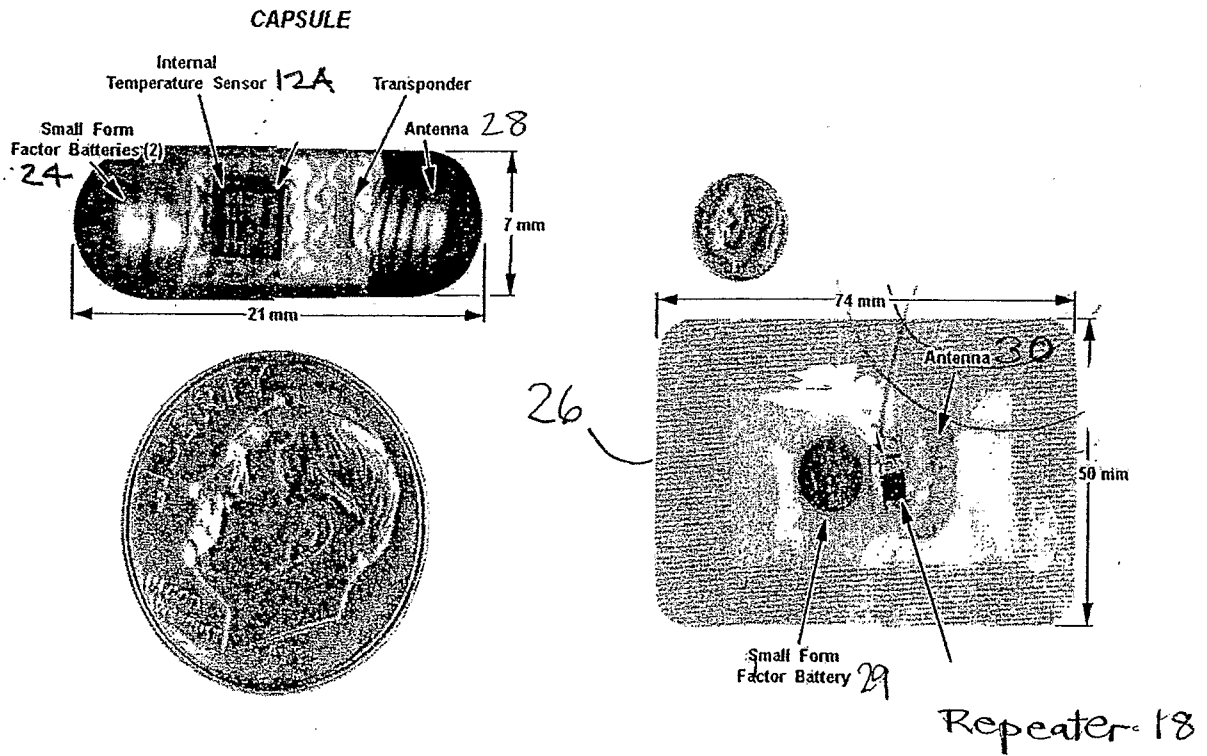 CAPSULE
Internal
Temperature Sensor 12A
Transponder
Small Form
Factor Batteries (2)
24
Antenna 28
7 mm
21 mm
74 mm
Antenna 30
26
50 mm
Small Form
Factor Battery 29
Repeater 18